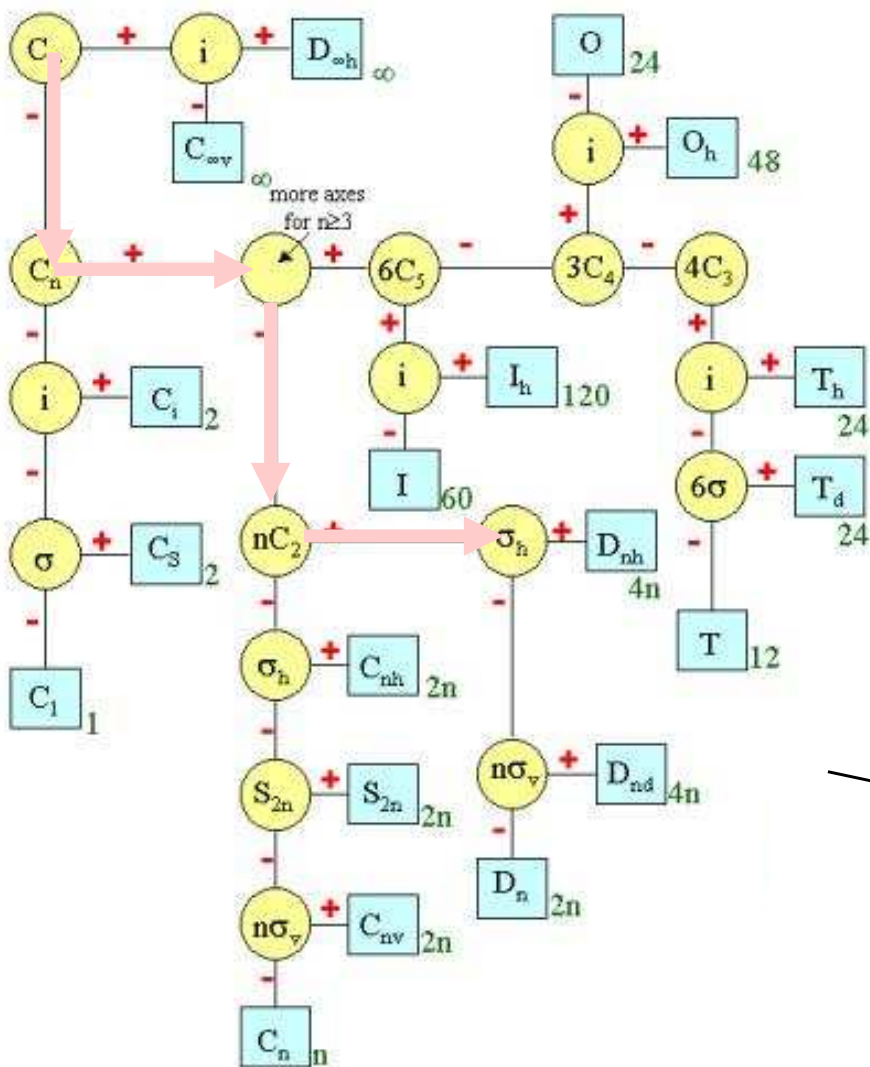 C + i + D∞h ∞
O 24
- - -
C∞v ∞
i + Oh 48
more axes
for n≥3
+
Cn + + 6C5 - 3C4 - 4C3
- - + +
i + Ci 2
i + Ih 120
i + Th 24
- - -
I 60
6σ + Td 24
σ + CS 2
nC2 + σh + Dnh 4n
- - - -
C1 1
σh + Cnh 2n
T 12
-
S2n + S2n 2n
nσv + Dnd 4n
- -
Dn 2n
nσv + Cnv 2n
-
Cn n